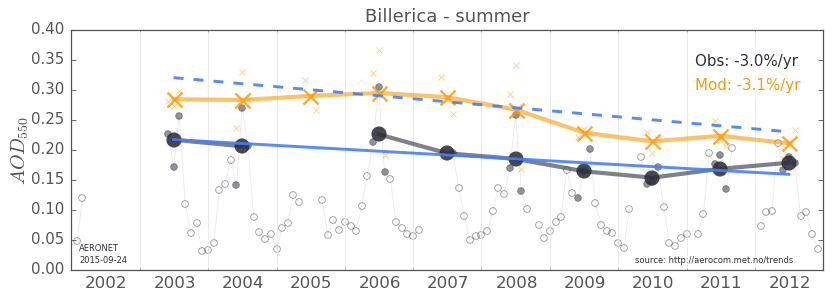 Billerica - summer
0.40
0.35
0.30
0.25
0.20
0.15
0.10
0.05
0.00
AOD550
Obs: -3.0%/yr
Mod: -3.1%/yr
AERONET
2015-09-24
source: http://aerocom.met.no/trends
2002 2003 2004 2005 2006 2007 2008 2009 2010 2011 2012